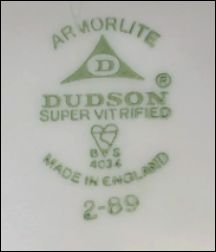 ARMORLITE
D
®
DUDSON
SUPER VITRIFIED
B S
4034
MADE IN ENGLAND
2-89